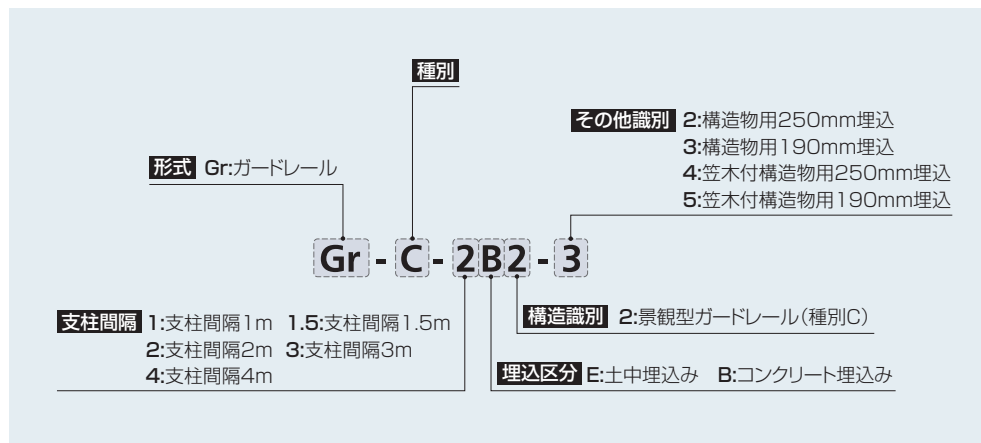 種別
その他識別 2:構造物用250mm埋込
3:構造物用190mm埋込
4:笠木付構造物用250mm埋込
5:笠木付構造物用190mm埋込
形式 Gr:ガードレール
Gr - C - 2B2 - 3
支柱間隔 1:支柱間隔1m 1.5:支柱間隔1.5m
2:支柱間隔2m 3:支柱間隔3m
4:支柱間隔4m
構造識別 2:景観型ガードレール(種別C)
埋込区分 E:土中埋込み B:コンクリート埋込み